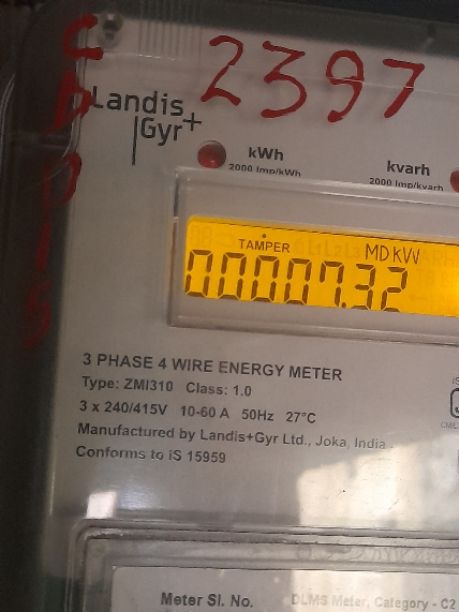 2397
Landis
Gyr+
kWh
2000 Imp/kWh
kvarh
2000 Imp/kvarh
TAMPER
MD kW
00007.32
3 PHASE 4 WIRE ENERGY METER
Type: ZMI310 Class: 1.0
3 x 240/415V 10-60 A 50Hz 27°C
Manufactured by Landis+Gyr Ltd., Joka, India
Conforms to iS 15959
Meter Sl. No.
DLMS Meter, Category - C2